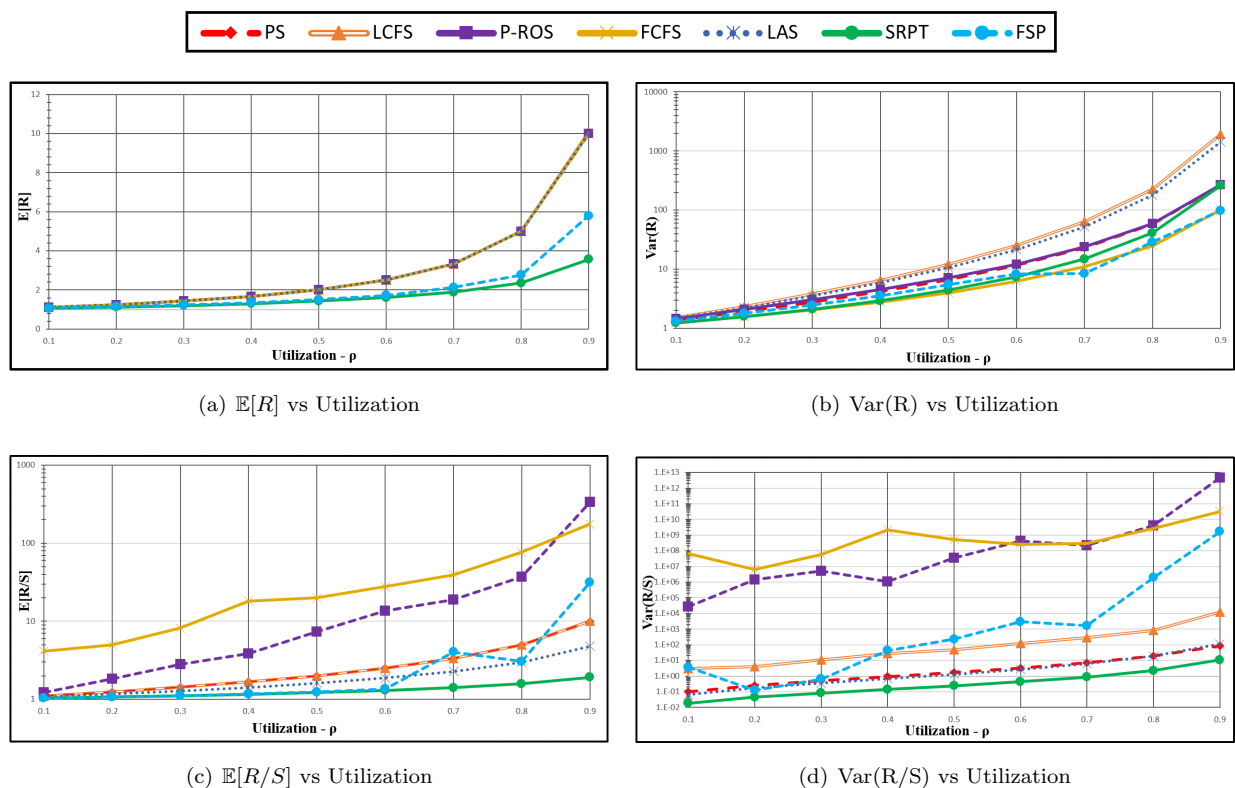 PS LCFS P-ROS FCFS LAS SRPT FSP
12
10
8
6
4
2
0
E[R]
0.1 0.2 0.3 0.4 0.5 0.6 0.7 0.8 0.9
Utilization - ρ
(a) 𝔼[R] vs Utilization
10000
1000
100
10
1
Var(R)
0.1 0.2 0.3 0.4 0.5 0.6 0.7 0.8 0.9
Utilization - ρ
(b) Var(R) vs Utilization
1000
100
10
1
E[R/S]
0.1 0.2 0.3 0.4 0.5 0.6 0.7 0.8 0.9
Utilization - ρ
(c) 𝔼[R/S] vs Utilization
1.E+13
1.E+12
1.E+11
1.E+10
1.E+09
1.E+08
1.E+07
1.E+06
1.E+05
1.E+04
1.E+03
1.E+02
1.E+01
1.E+00
1.E-01
1.E-02
Var(R/S)
0.1 0.2 0.3 0.4 0.5 0.6 0.7 0.8 0.9
Utilization - ρ
(d) Var(R/S) vs Utilization